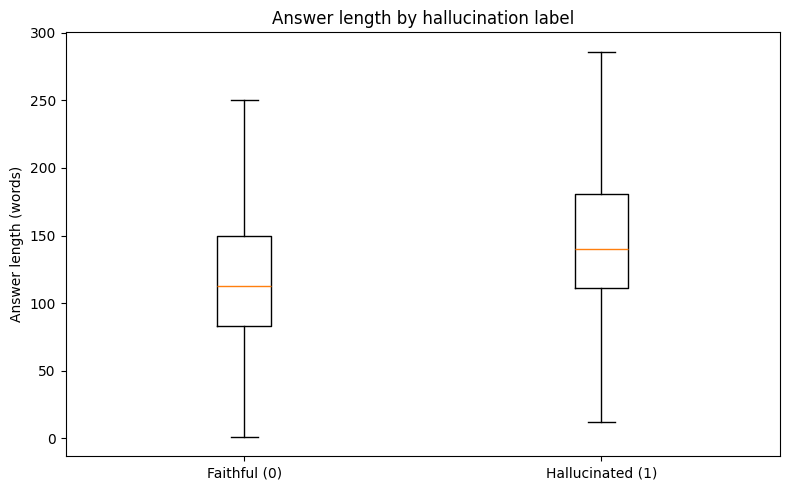 Answer length by hallucination label
Answer length (words)
300
250
200
150
100
50
0
Faithful (0)
Hallucinated (1)